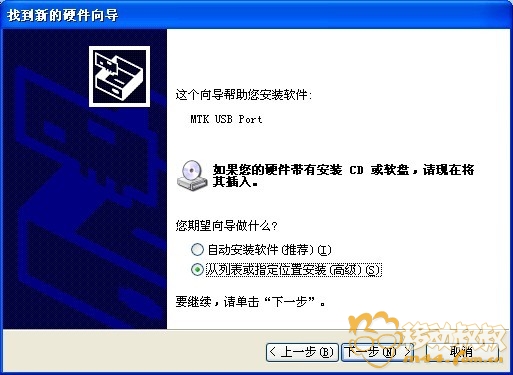 找到新的硬件向导
这个向导帮助您安装软件:
MTK USB Port
如果您的硬件带有安装 CD 或软盘，请现在将
其插入。
您期望向导做什么?
自动安装软件(推荐)(I)
从列表或指定位置安装(高级)(S)
要继续，请单击“下一步”。
< 上一步(B)
下一步(N) >
取消
移动叔叔